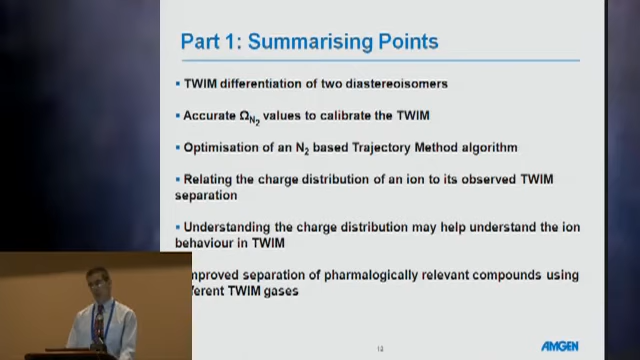 Part 1: Summarising Points
▪ TWIM differentiation of two diastereoisomers
▪ Accurate ΩN2 values to calibrate the TWIM
▪ Optimisation of an N2 based Trajectory Method algorithm
▪ Relating the charge distribution of an ion to its observed TWIM
separation
▪ Understanding the charge distribution may help understand the ion
behaviour in TWIM
mproved separation of pharmalogically relevant compounds using
ferent TWIM gases
12
AMGEN